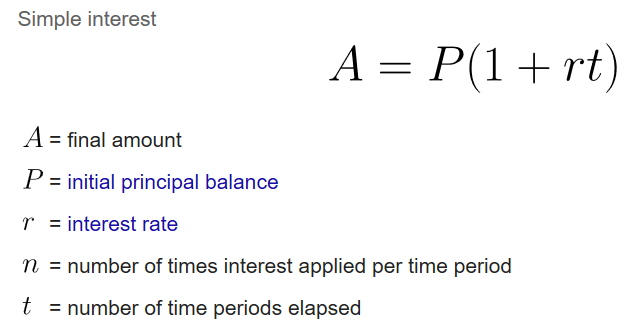 Simple interest
A = P(1 + rt)
A = final amount
P = initial principal balance
r = interest rate
n = number of times interest applied per time period
t = number of time periods elapsed